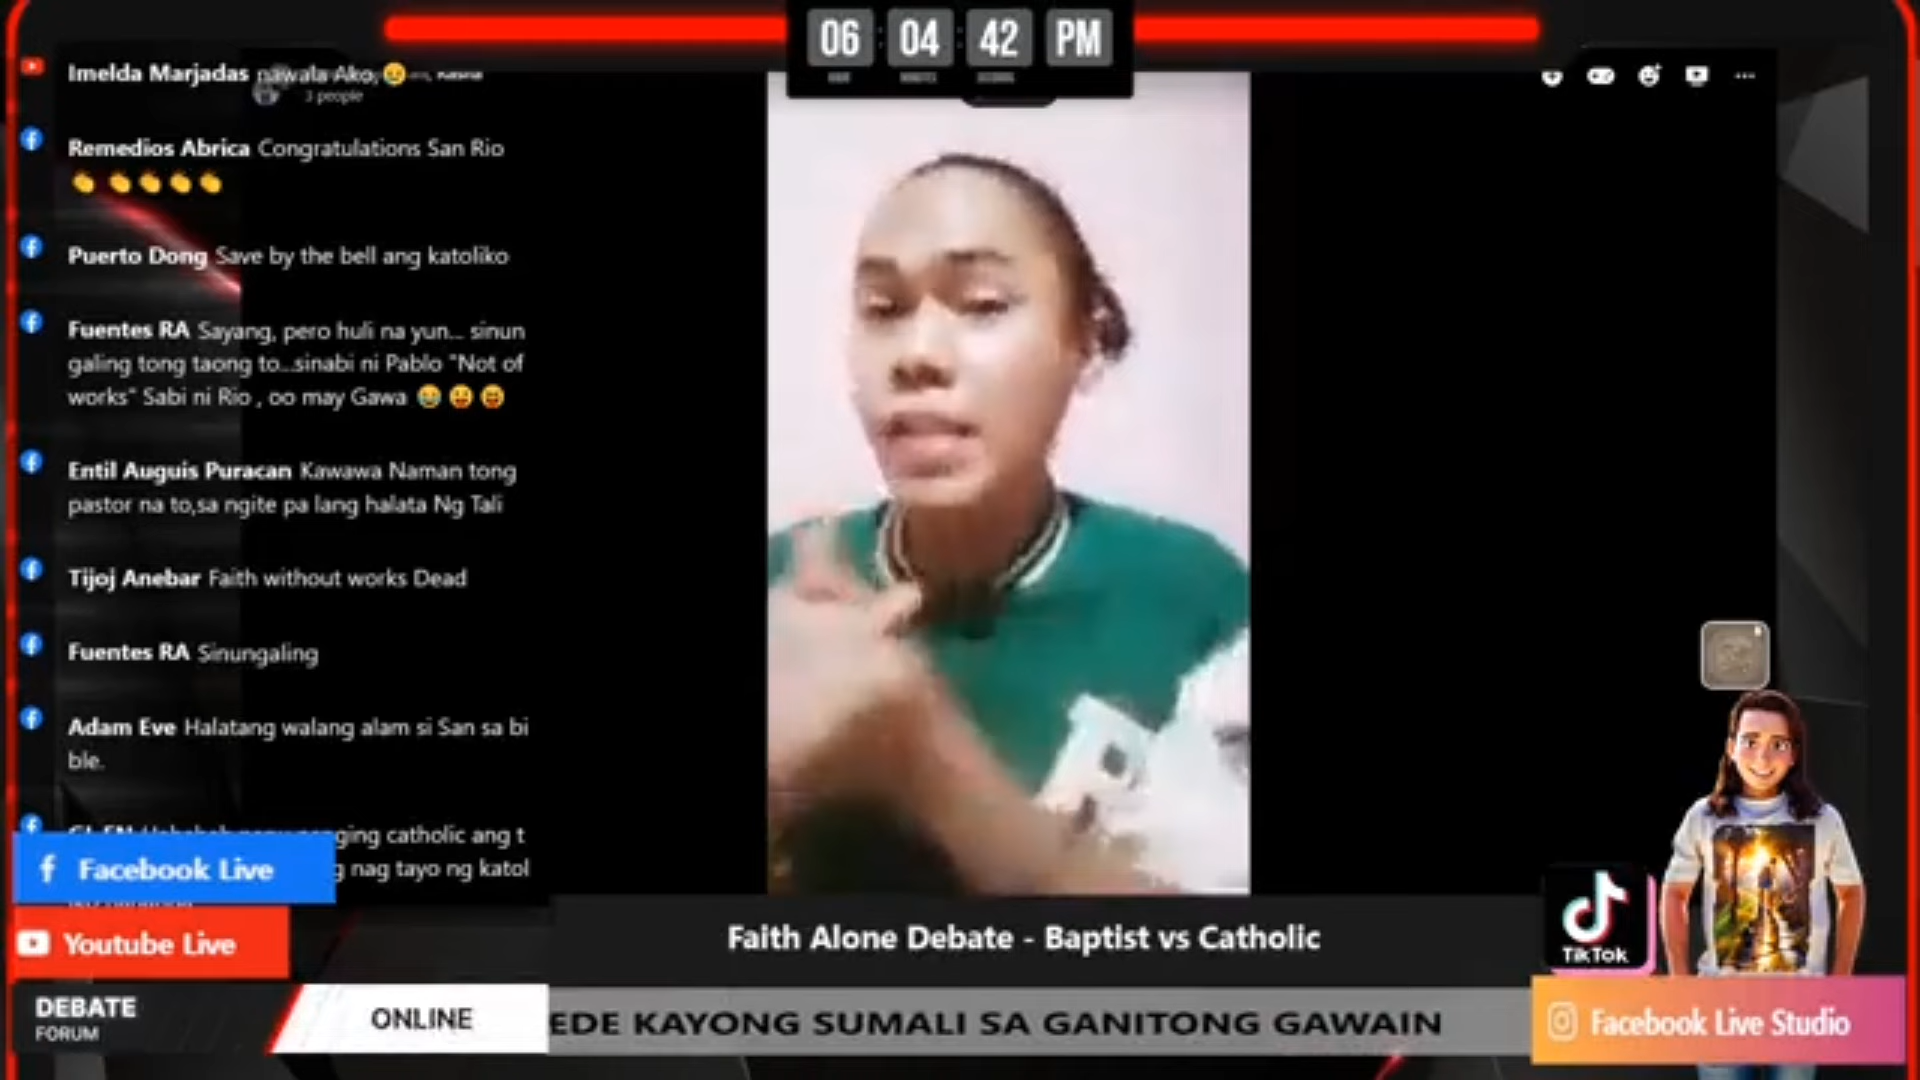 06 04 42 PM
Imelda Marjadas nawala Ako, 😢
3 people
Remedios Abrica Congratulations San Rio
👏 👏 👏 👏 👏
Puerto Dong Save by the bell ang katoliko
Fuentes RA Sayang, pero huli na yun... sinun
galing tong taong to...sinabi ni Pablo "Not of
works" Sabi ni Rio , oo may Gawa 😂 😜 😝
Entil Auguis Puracan Kawawa Naman tong
pastor na to,sa ngite pa lang halata Ng Tali
Tijoj Anebar Faith without works Dead
Fuentes RA Sinungaling
Adam Eve Halatang walang alam si San sa bi
ble.
ging catholic ang t
g nag tayo ng katol
Facebook Live
Youtube Live
Faith Alone Debate - Baptist vs Catholic
TikTok
DEBATE
FORUM
ONLINE
EDE KAYONG SUMALI SA GANITONG GAWAIN
Facebook Live Studio